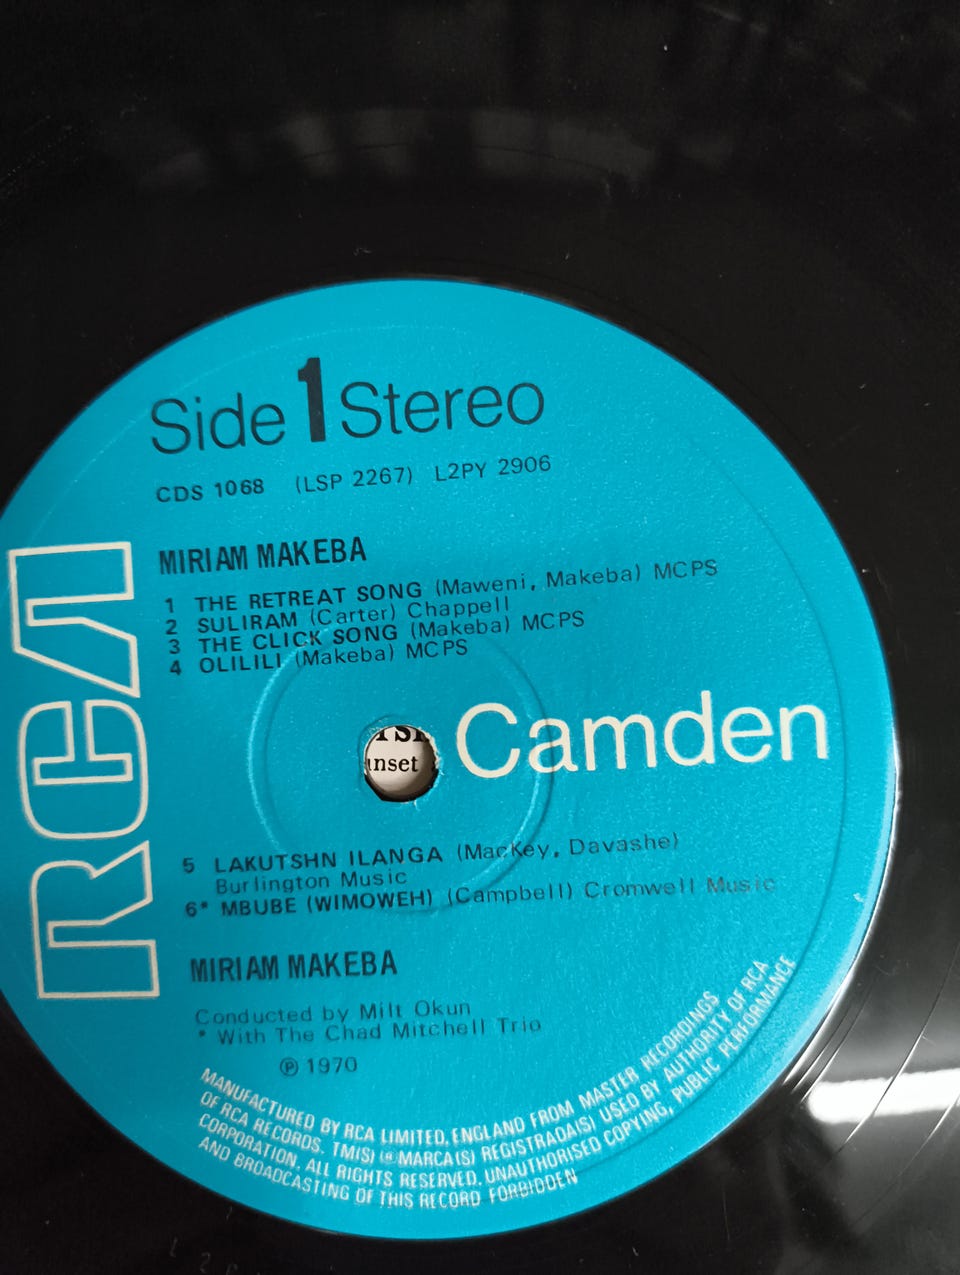 Side 1 Stereo
CDS 1068 (LSP 2267) L2PY 2906
MIRIAM MAKEBA
1 THE RETREAT SONG (Maweni, Makeba) MCPS
2 SULIRAM (Carter) Chappell
3 THE CLICK SONG (Makeba) MCPS
4 OLILILI (Makeba) MCPS
RCA
Camden
nset
5 LAKUTSHN ILANGA (MacKey, Davashe)
Burlington Music
6* MBUBE (WIMOWEH) (Campbell) Cromwell Music
MIRIAM MAKEBA
Conducted by Milt Okun
* With The Chad Mitchell Trio
℗ 1970
MANUFACTURED BY RCA LIMITED, ENGLAND FROM MASTER RECORDINGS
OF RCA RECORDS. TM(S) ® MARCA(S) REGISTRADA(S) USED BY AUTHORITY OF RCA
CORPORATION, ALL RIGHTS RESERVED. UNAUTHORISED COPYING, PUBLIC PERFORMANCE
AND BROADCASTING OF THIS RECORD FORBIDDEN